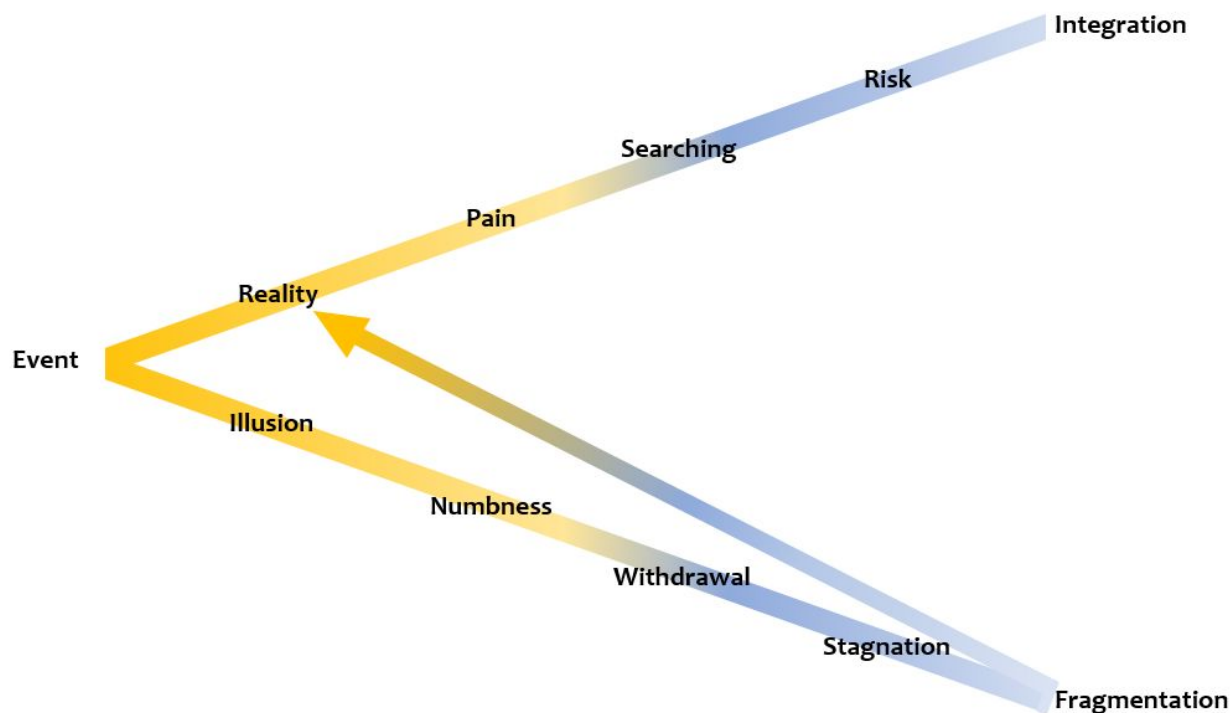 Integration
Risk
Searching
Pain
Reality
Event
Illusion
Numbness
Withdrawal
Stagnation
Fragmentation